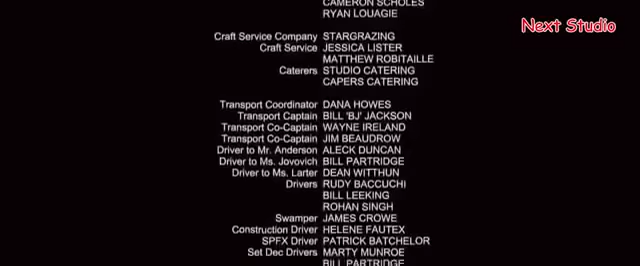 CAMERON SCHOLES
RYAN LOUAGIE
Next Studio
Craft Service Company STARGRAZING
Craft Service JESSICA LISTER
MATTHEW ROBITAILLE
Caterers STUDIO CATERING
CAPERS CATERING
Transport Coordinator DANA HOWES
Transport Captain BILL 'BJ' JACKSON
Transport Co-Captain WAYNE IRELAND
Transport Co-Captain JIM BEAUDROW
Driver to Mr. Anderson ALECK DUNCAN
Driver to Ms. Jovovich BILL PARTRIDGE
Driver to Ms. Larter DEAN WITTHUN
Drivers RUDY BACCUCHI
BILL LEEKING
ROHAN SINGH
Swamper JAMES CROWE
Construction Driver HELENE FAUTEX
SPFX Driver PATRICK BATCHELOR
Set Dec Drivers MARTY MUNROE
BILL PARTRIDGE